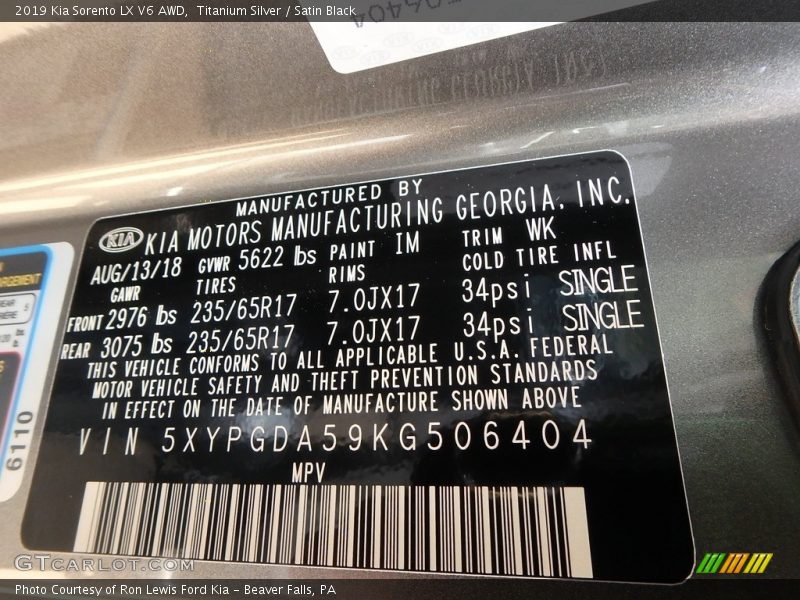 2019 Kia Sorento LX V6 AWD,  Titanium Silver / Satin Black
MANUFACTURED BY
KIA KIA MOTORS MANUFACTURING GEORGIA, INC.
AUG/13/18 GVWR 5622 lbs PAINT IM TRIM WK
GAWR TIRES RIMS COLD TIRE INFL
FRONT 2976 lbs 235/65R17 7.0JX17 34psi SINGLE
REAR 3075 lbs 235/65R17 7.0JX17 34psi SINGLE
THIS VEHICLE CONFORMS TO ALL APPLICABLE U.S.A. FEDERAL
MOTOR VEHICLE SAFETY AND THEFT PREVENTION STANDARDS
IN EFFECT ON THE DATE OF MANUFACTURE SHOWN ABOVE
VIN 5XYPGDA59KG506404
MPV
6110
GTCARLOT.COM
Photo Courtesy of Ron Lewis Ford Kia - Beaver Falls, PA